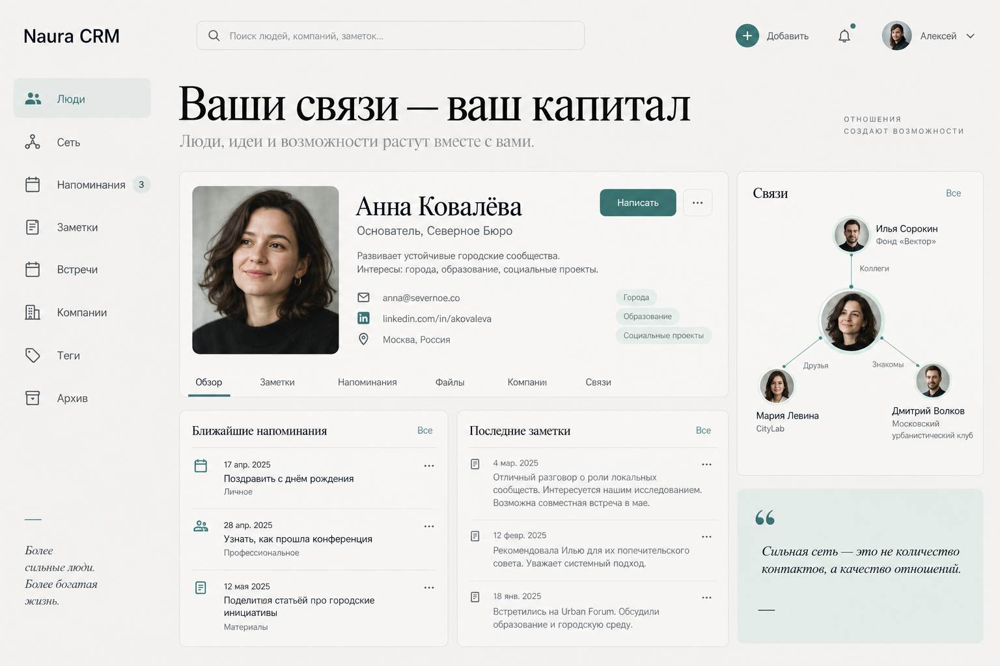 Naura CRM
Поиск людей, компаний, заметок...
Добавить
Алексей
Люди
Сеть
Напоминания 3
Заметки
Встречи
Компании
Теги
Архив
Более
сильные люди.
Более богатая
жизнь.
Ваши связи — ваш капитал
Люди, идеи и возможности растут вместе с вами.
ОТНОШЕНИЯ
СОЗДАЮТ ВОЗМОЖНОСТИ
Анна Ковалёва
Основатель, Северное Бюро
Написать
Развивает устойчивые городские сообщества.
Интересы: города, образование, социальные проекты.
anna@severnoe.co
linkedin.com/in/akovaleva
Москва, Россия
Города
Образование
Социальные проекты
Обзор
Заметки
Напоминания
Файлы
Компани
Связи
Ближайшие напоминания
Все
17 апр. 2025
Поздравить с днём рождения
Личное
28 апр. 2025
Узнать, как прошла конференция
Профессиональное
12 мая 2025
статьёй про городские
инициативы
Материалы
Последние заметки
Все
4 мар. 2025
Отличный разговор о роли локальных
сообществ. Интересуется нашим исследованием.
Возможна совместная встреча в мае.
12 февр. 2025
Рекомендовала Илью для их попечительского
совета. Уважает системный подход.
18 янв. 2025
Встретились на Urban Forum. Обсудили
образование и городскую среду.
Связи
Все
Илья Сорокин
Фонд «Вектор»
Коллеги
Друзья
Знакомы
Мария Левина
CityLab
Дмитрий Волков
Московский
урбанистический клуб
“
Сильная сеть — это не количество
контактов, а качество отношений.